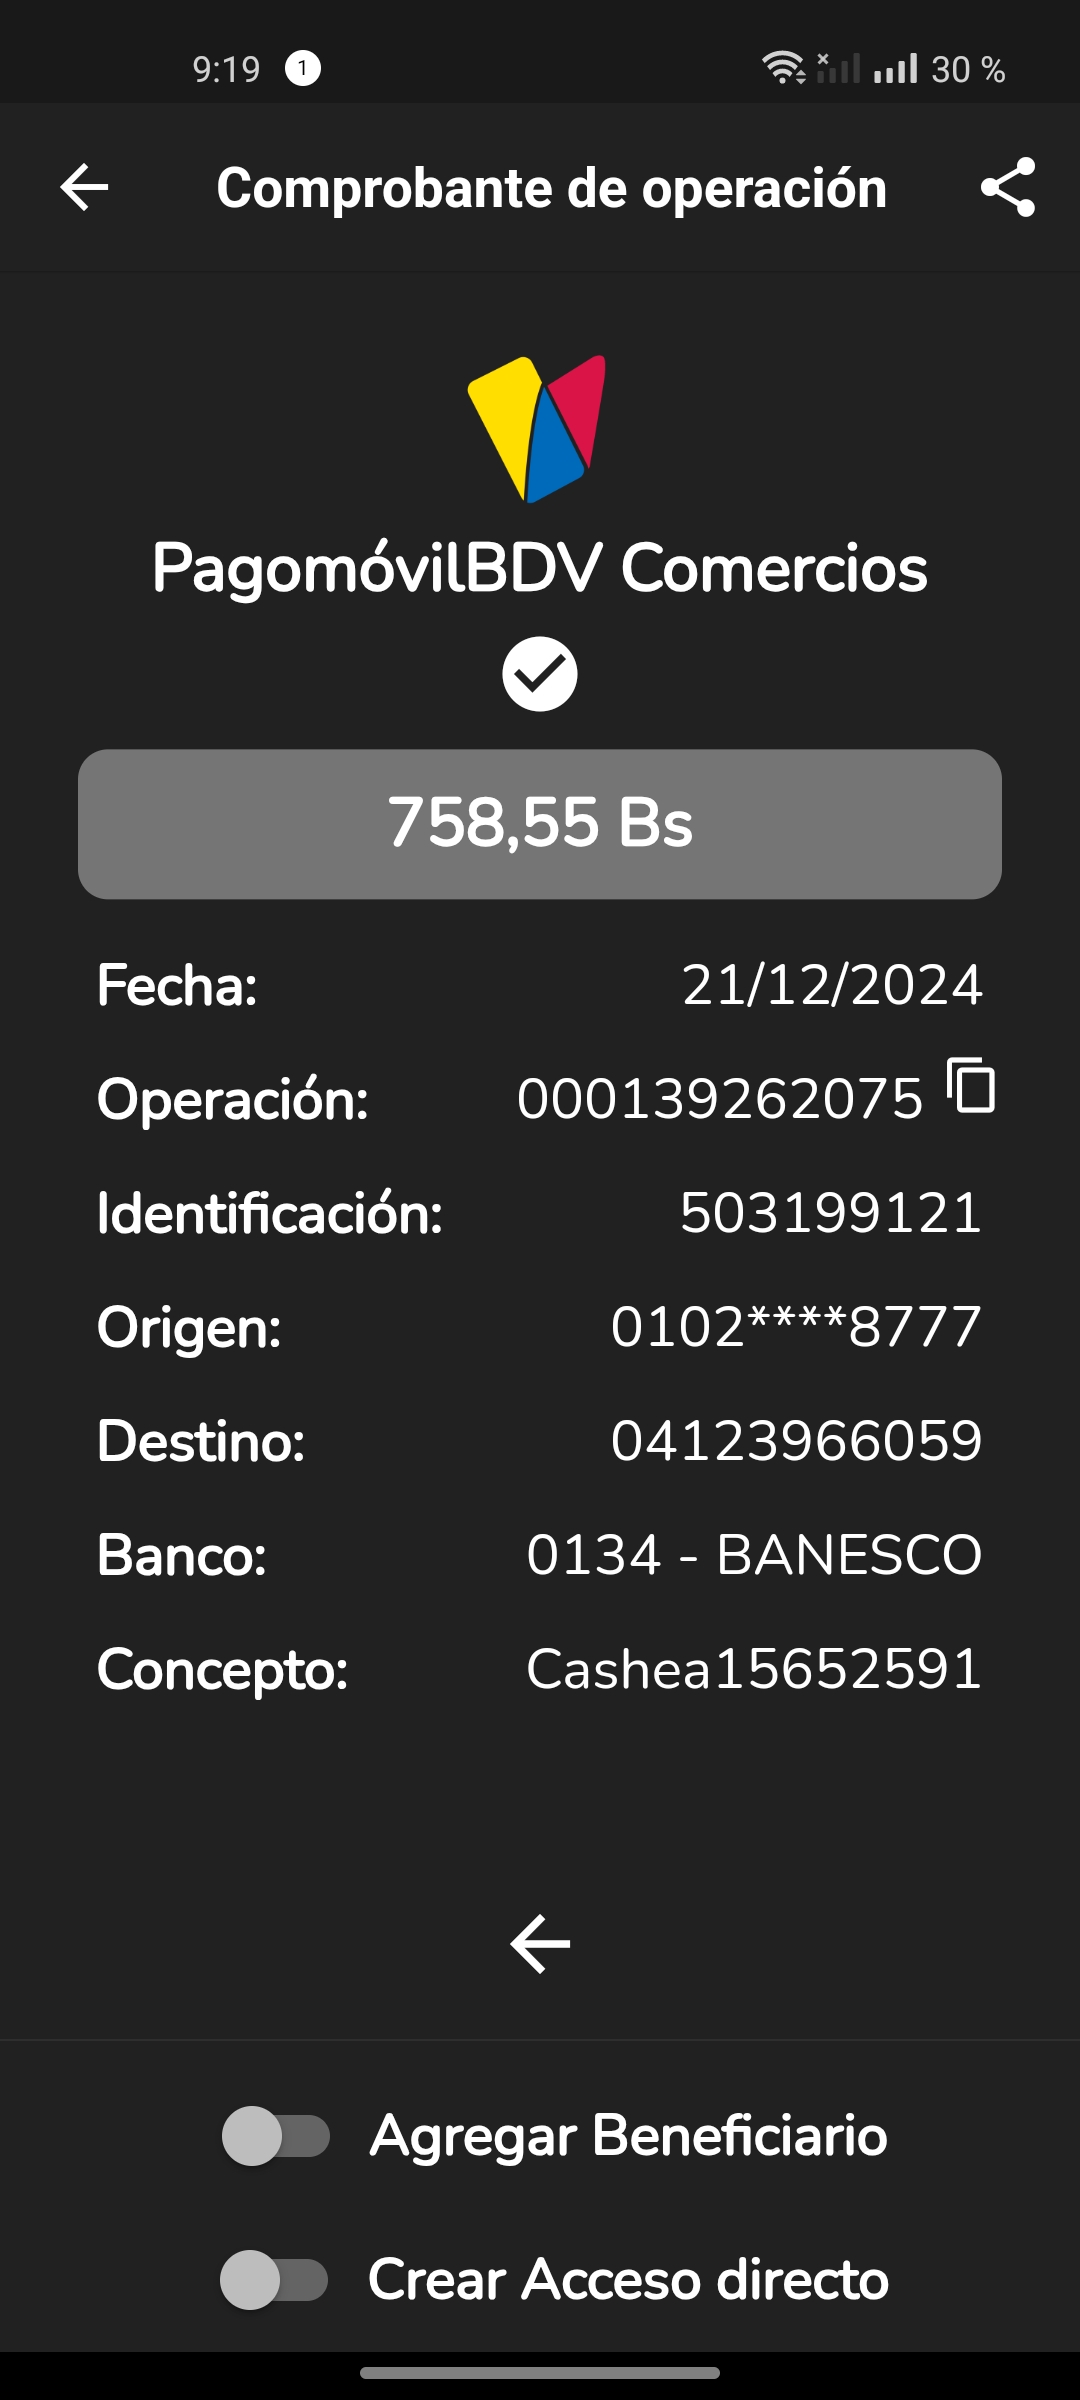 9:19 1 30 %
Comprobante de operación
PagomóvilBDV Comercios
758,55 Bs
Fecha: 21/12/2024
Operación: 000139262075
Identificación: 503199121
Origen: 0102****8777
Destino: 04123966059
Banco: 0134 - BANESCO
Concepto: Cashea15652591
Agregar Beneficiario
Crear Acceso directo